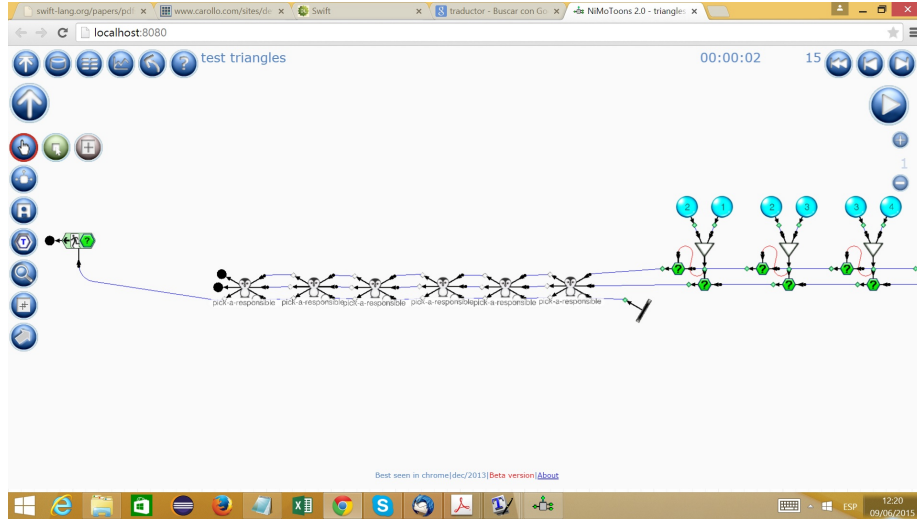 swift-lang.org/papers/pdf
www.carollo.com/sites/de
Swift
traductor - Buscar con Go
NiMoToons 2.0 - triangles
localhost:8080
test triangles
00:00:02
15
1
2 1 2 3 3 4
?
? ? ?
? ? ?
pick-a-responsible pick-a-responsible pick-a-responsible pick-a-responsible pick-a-responsible pick-a-responsible
T
#
Best seen in chrome|dec/2013|Beta version|About
ESP
12:20
09/06/2015